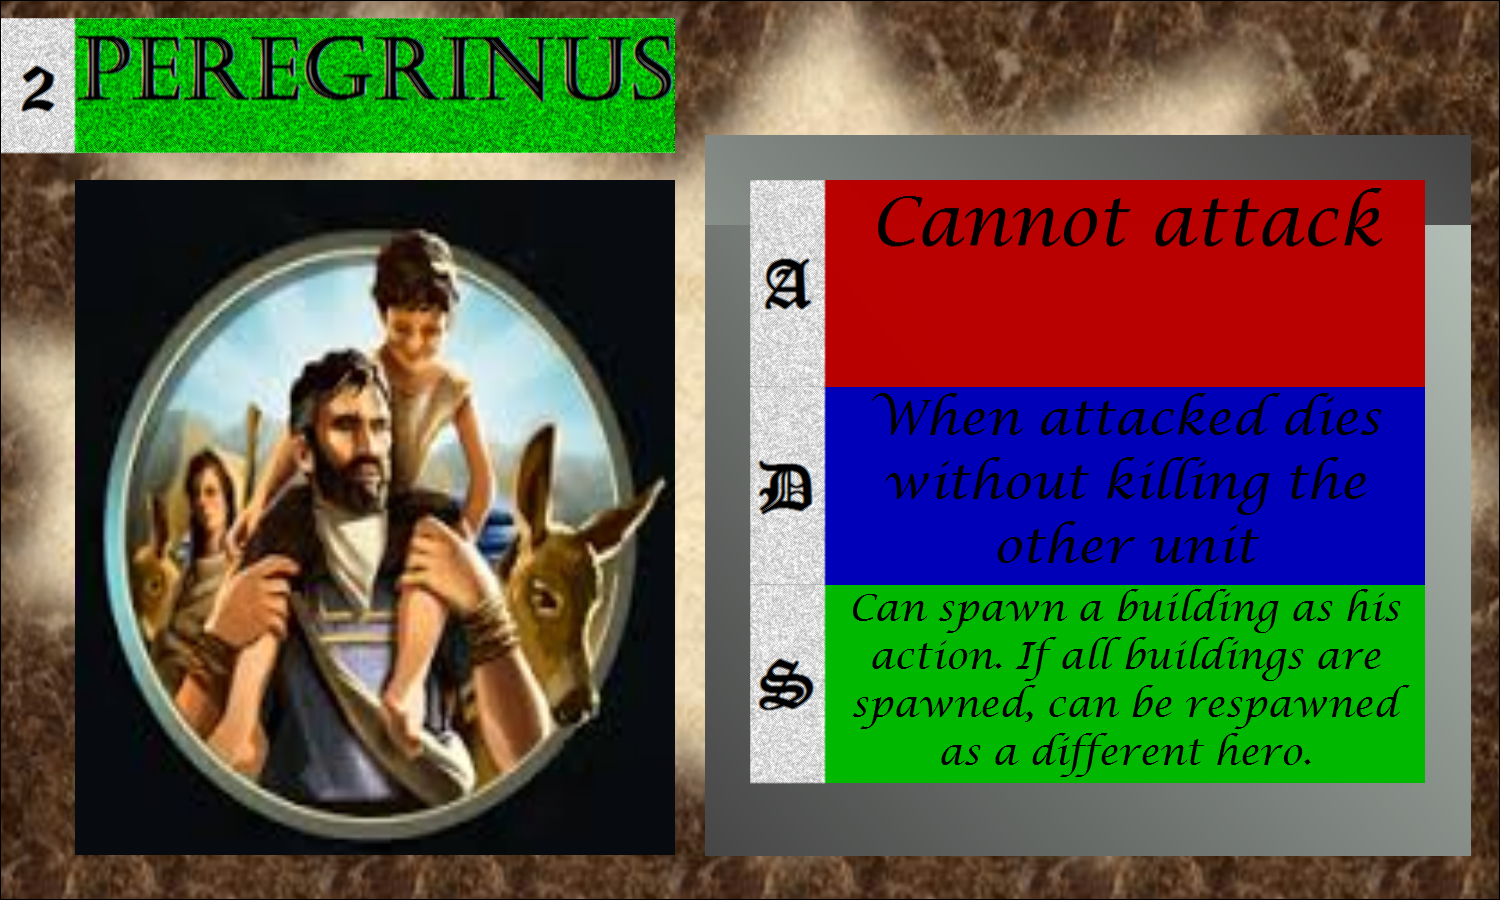 2
PEREGRINUS
A
Cannot attack
D
When attacked dies
without killing the
other unit
S
Can spawn a building as his
action. If all buildings are
spawned, can be respawned
as a different hero.